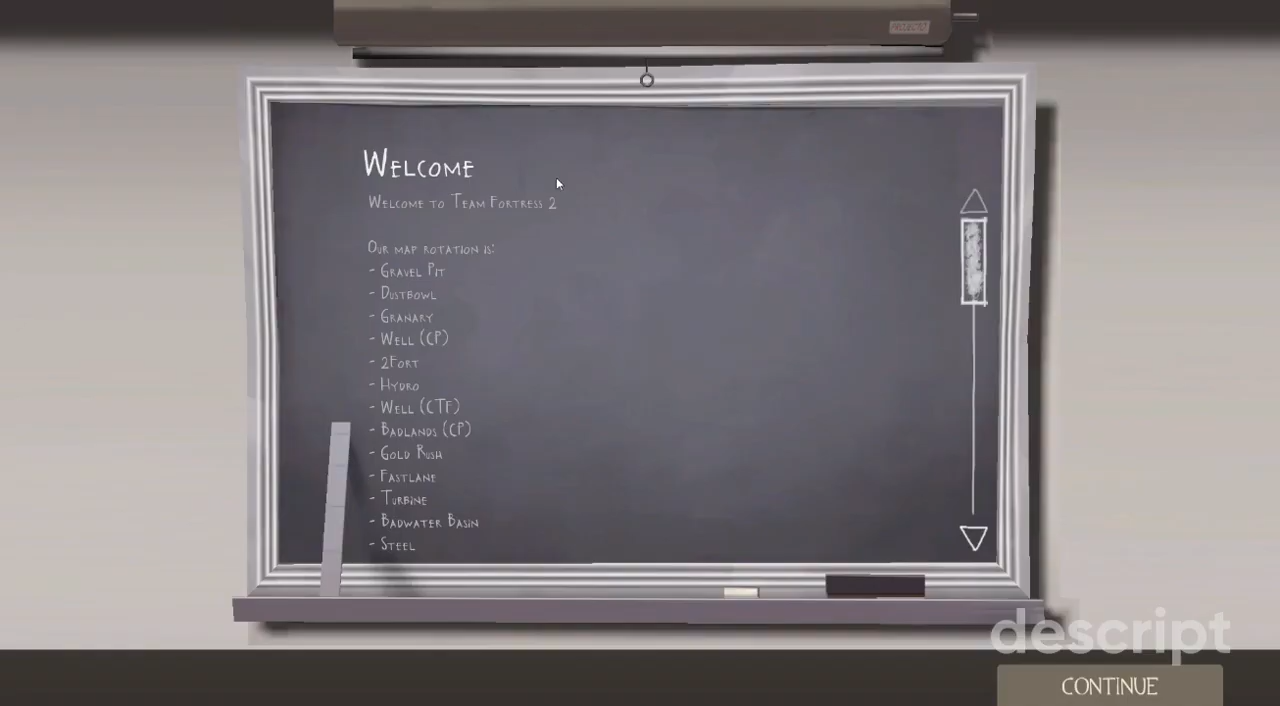 PROJECTO
Welcome
Welcome to Team Fortress 2
Our map rotation is:
- Gravel Pit
- Dustbowl
- Granary
- Well (CP)
- 2Fort
- Hydro
- Well (CTF)
- Badlands (CP)
- Gold Rush
- Fastlane
- Turbine
- Badwater Basin
- Steel
descript
CONTINUE